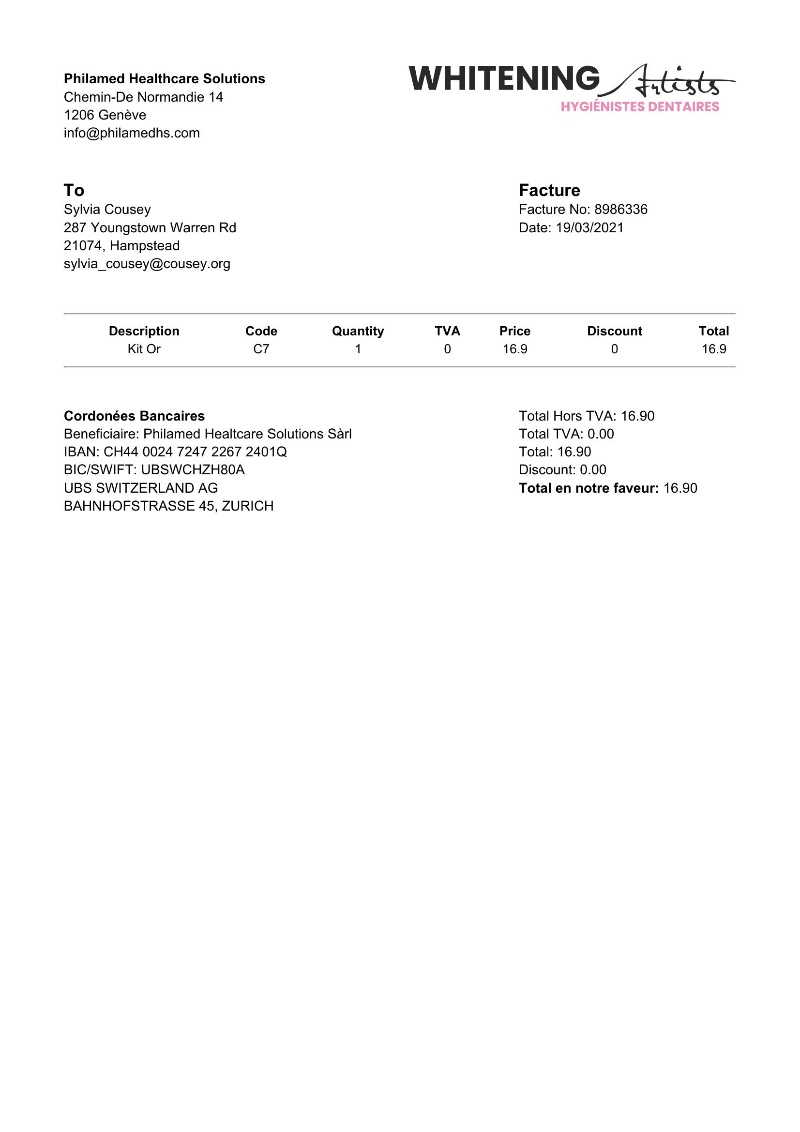 Philamed Healthcare Solutions
Chemin-De Normandie 14
1206 Genève
info@philamedhs.com
WHITENING Artists
HYGIÉNISTES DENTAIRES
To
Sylvia Cousey
287 Youngstown Warren Rd
21074, Hampstead
sylvia_cousey@cousey.org
Facture
Facture No: 8986336
Date: 19/03/2021
Description Code Quantity TVA Price Discount Total
Kit Or C7 1 0 16.9 0 16.9
Cordonées Bancaires
Beneficiaire: Philamed Healtcare Solutions Sàrl
IBAN: CH44 0024 7247 2267 2401Q
BIC/SWIFT: UBSWCHZH80A
UBS SWITZERLAND AG
BAHNHOFSTRASSE 45, ZURICH
Total Hors TVA: 16.90
Total TVA: 0.00
Total: 16.90
Discount: 0.00
Total en notre faveur: 16.90